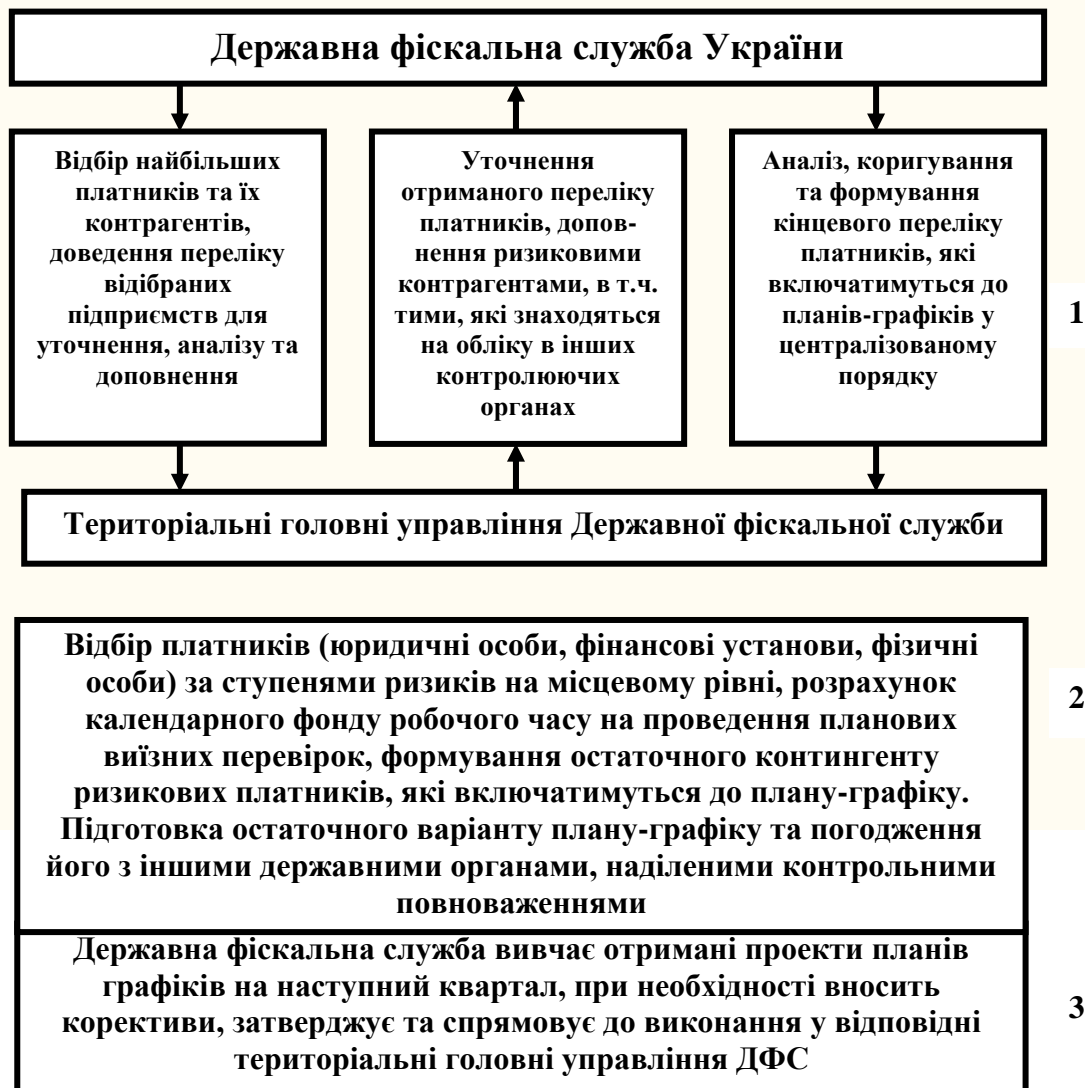 Державна фіскальна служба України
Відбір найбільших
платників та їх
контрагентів,
доведення переліку
відібраних
підприємств для
уточнення, аналізу та
доповнення
Уточнення
отриманого переліку
платників, допов-
нення ризиковими
контрагентами, в т.ч.
тими, які знаходяться
на обліку в інших
контролюючих
органах
Аналіз, коригування
та формування
кінцевого переліку
платників, які
включатимуться до
планів-графіків у
централізованому
порядку
1
Територіальні головні управління Державної фіскальної служби
Відбір платників (юридичні особи, фінансові установи, фізичні
особи) за ступенями ризиків на місцевому рівні, розрахунок
календарного фонду робочого часу на проведення планових
виїзних перевірок, формування остаточного контингенту
ризикових платників, які включатимуться до плану-графіку.
Підготовка остаточного варіанту плану-графіку та погодження
його з іншими державними органами, наділеними контрольними
повноваженнями
2
Державна фіскальна служба вивчає отримані проекти планів
графіків на наступний квартал, при необхідності вносить
корективи, затверджує та спрямовує до виконання у відповідні
територіальні головні управління ДФС
3